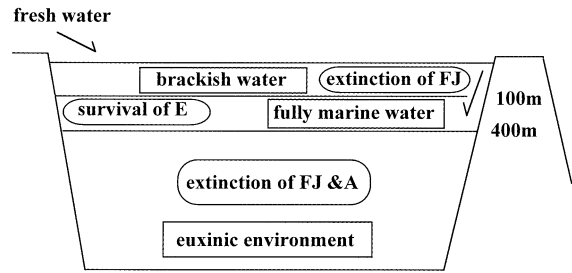 fresh water
brackish water
extinction of FJ
survival of E
fully marine water
100m
400m
extinction of FJ &A
euxinic environment